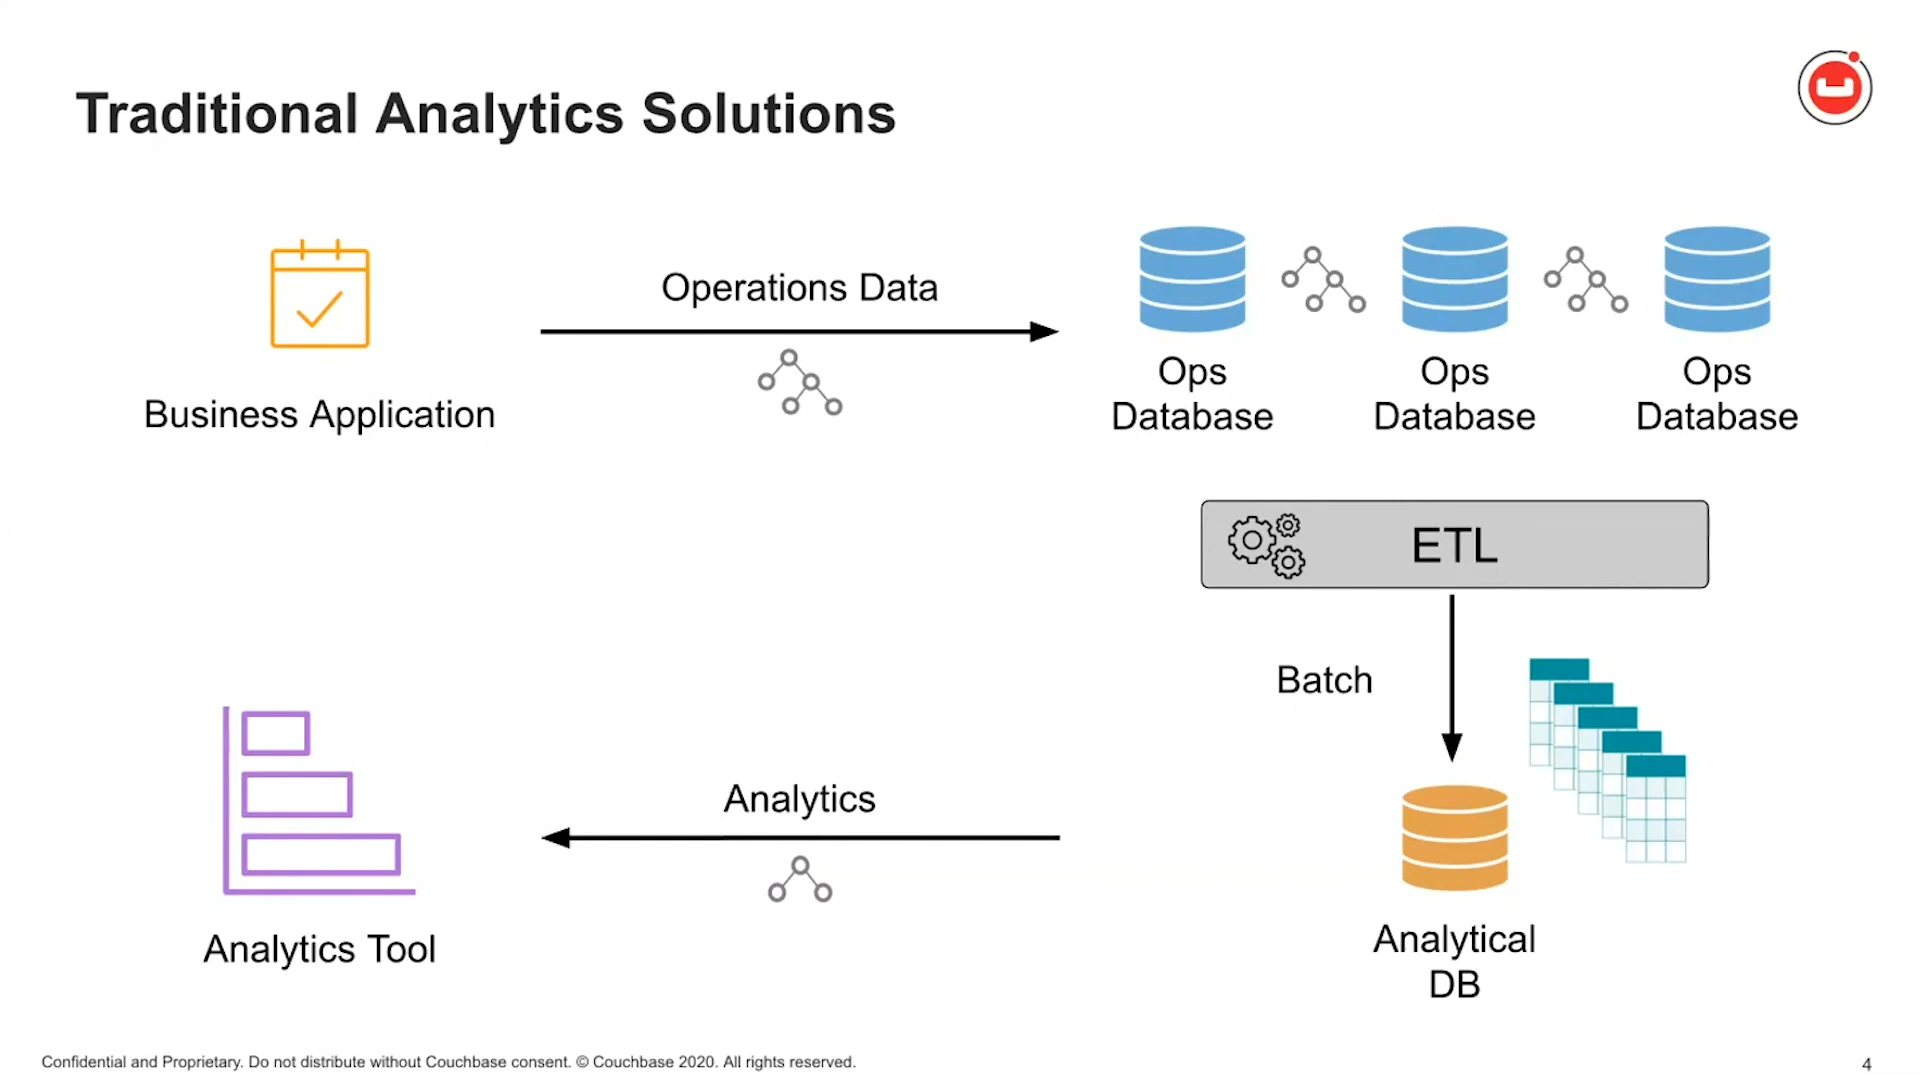 Traditional Analytics Solutions
Operations Data
Business Application
Ops
Database
Ops
Database
Ops
Database
ETL
Batch
Analytics
Analytics Tool
Analytical
DB
Confidential and Proprietary. Do not distribute without Couchbase consent. © Couchbase 2020. All rights reserved.
4